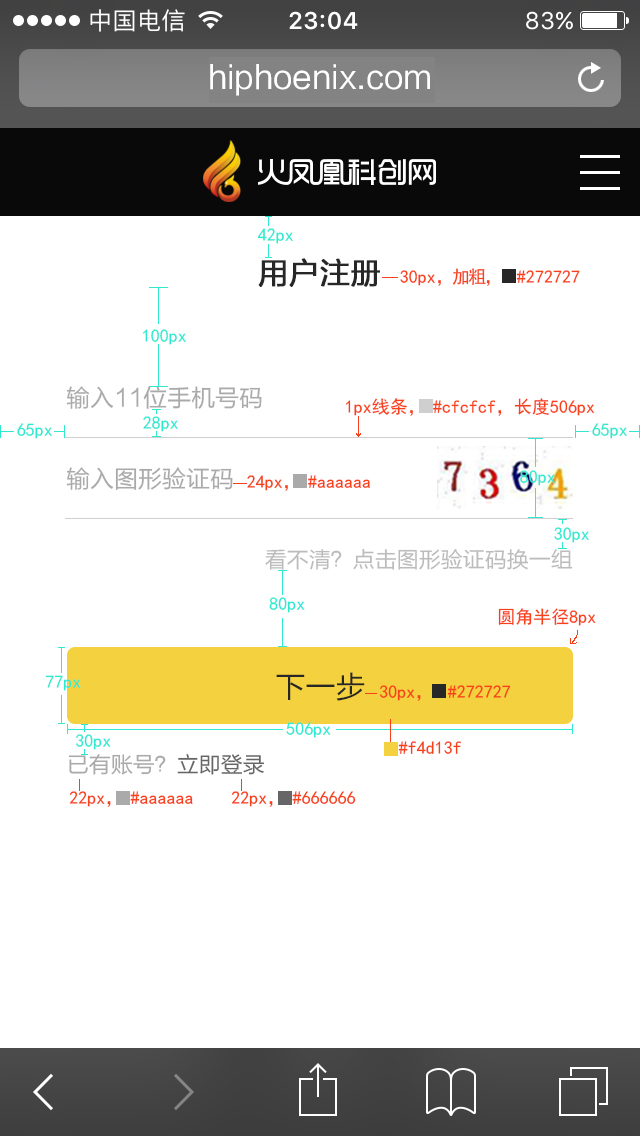 中国电信 23:04 83%
hiphoenix.com
火凤凰科创网
42px
用户注册 30px，加粗，#272727
100px
输入11位手机号码
1px线条，#cfcfcf，长度506px
28px
65px 65px
输入图形验证码 24px，#aaaaaa 7364 80px
30px
看不清？点击图形验证码换一组
80px
圆角半径8px
77px 下一步 30px，#272727
506px
30px #f4d13f
已有账号？立即登录
22px，#aaaaaa 22px，#666666